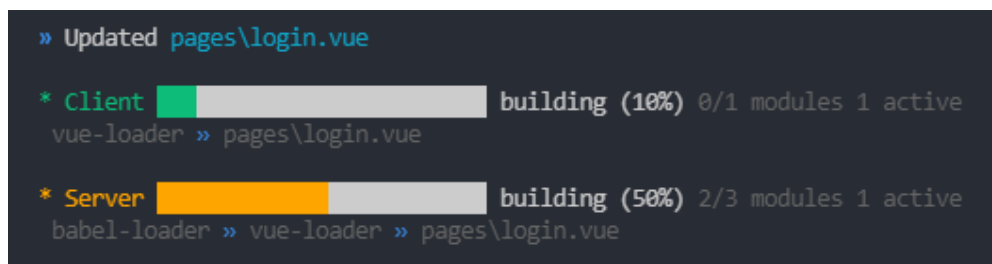 » Updated pages\login.vue
* Client building (10%) 0/1 modules 1 active
vue-loader » pages\login.vue
* Server building (50%) 2/3 modules 1 active
babel-loader » vue-loader » pages\login.vue